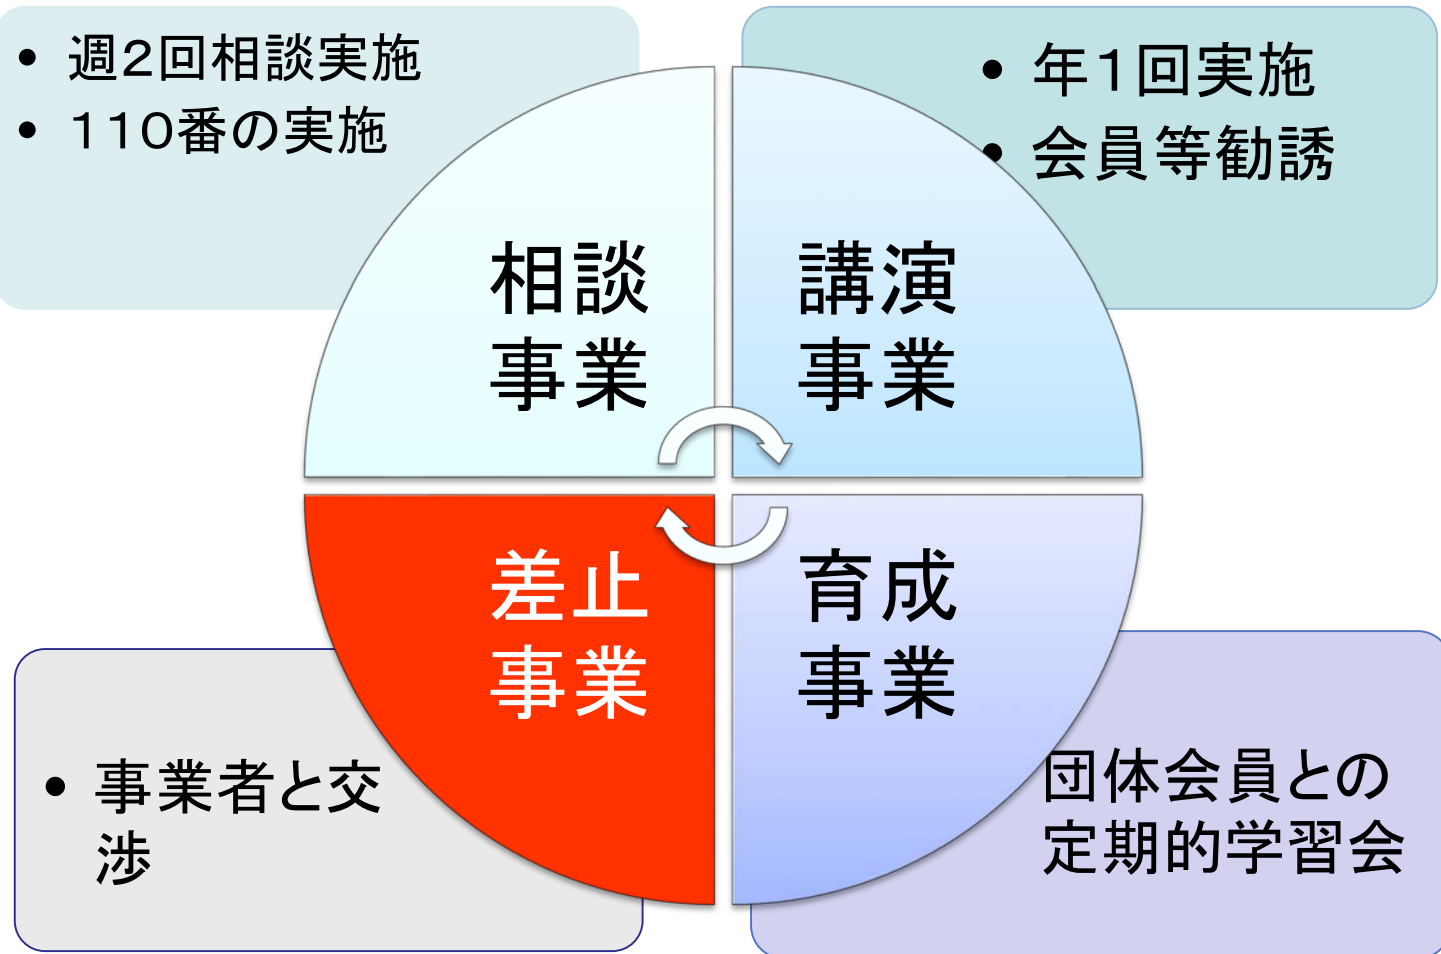 • 週2回相談実施
• 110番の実施
• 年1回実施
• 会員等勧誘
相談
事業
講演
事業
差止
事業
育成
事業
• 事業者と交
渉
団体会員との
定期的学習会